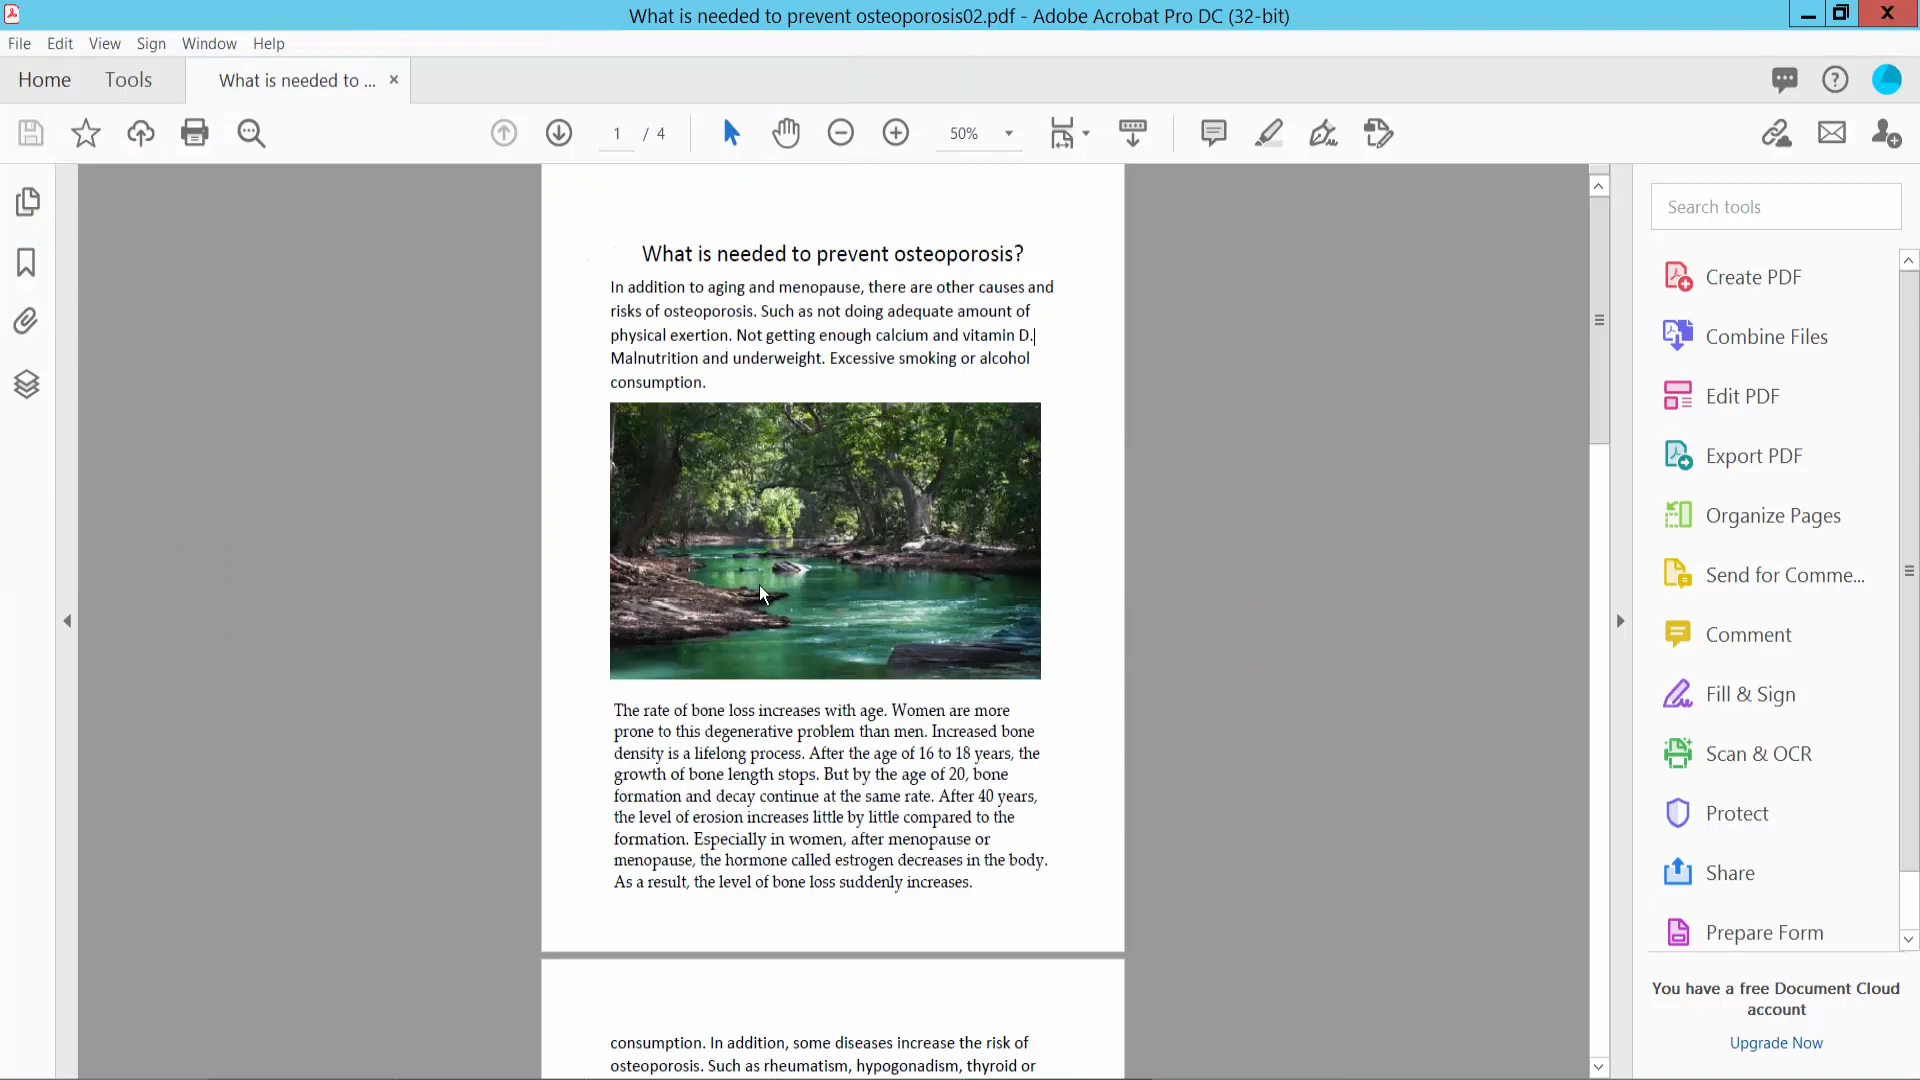 What is needed to prevent osteoporosis02.pdf - Adobe Acrobat Pro DC (32-bit)
File Edit View Sign Window Help
Home Tools What is needed to ... ×
1 / 4 50%
What is needed to prevent osteoporosis?
In addition to aging and menopause, there are other causes and
risks of osteoporosis. Such as not doing adequate amount of
physical exertion. Not getting enough calcium and vitamin D.
Malnutrition and underweight. Excessive smoking or alcohol
consumption.
The rate of bone loss increases with age. Women are more
prone to this degenerative problem than men. Increased bone
density is a lifelong process. After the age of 16 to 18 years, the
growth of bone length stops. But by the age of 20, bone
formation and decay continue at the same rate. After 40 years,
the level of erosion increases little by little compared to the
formation. Especially in women, after menopause or
menopause, the hormone called estrogen decreases in the body.
As a result, the level of bone loss suddenly increases.
consumption. In addition, some diseases increase the risk of
osteoporosis. Such as rheumatism, hypogonadism, thyroid or
Search tools
Create PDF
Combine Files
Edit PDF
Export PDF
Organize Pages
Send for Comme...
Comment
Fill & Sign
Scan & OCR
Protect
Share
Prepare Form
You have a free Document Cloud
account
Upgrade Now